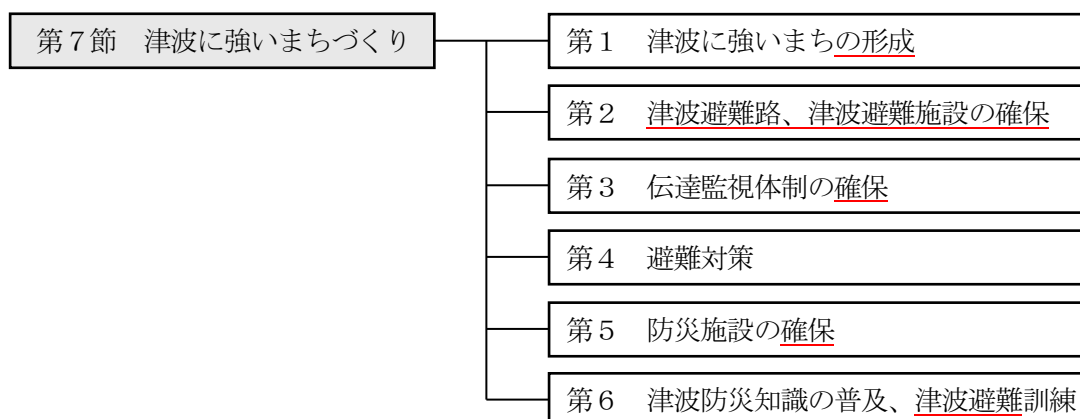 第７節　津波に強いまちづくり
第１　津波に強いまちの形成
第２　津波避難路、津波避難施設の確保
第３　伝達監視体制の確保
第４　避難対策
第５　防災施設の確保
第６　津波防災知識の普及、津波避難訓練